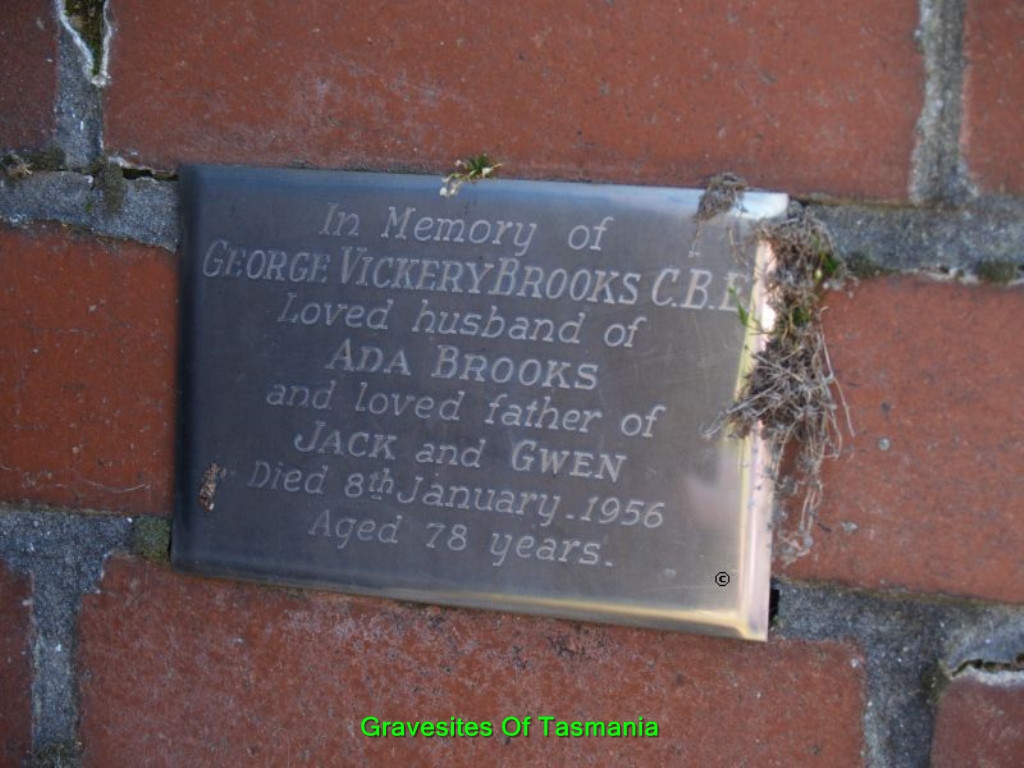 In Memory of
GEORGE VICKERY BROOKS C.B.E.
Loved husband of
ADA BROOKS
and loved father of
JACK and GWEN
Died 8th January. 1956
Aged 78 years.
©
Gravesites Of Tasmania